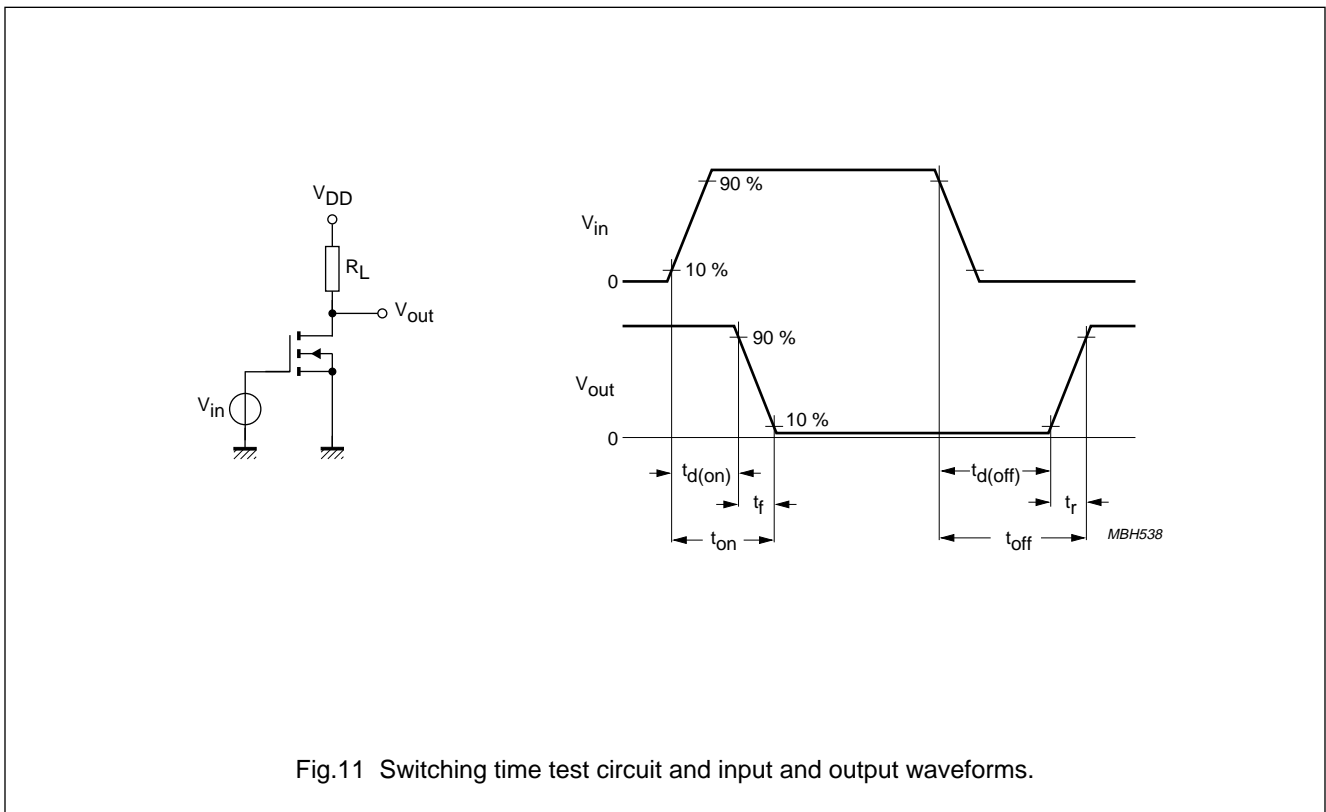 V_DD
R_L
V_out
V_in
V_in
90 %
10 %
0
90 %
V_out
10 %
0
t_d(on)
t_f
t_on
t_d(off)
t_r
t_off
MBH538
Fig.11 Switching time test circuit and input and output waveforms.